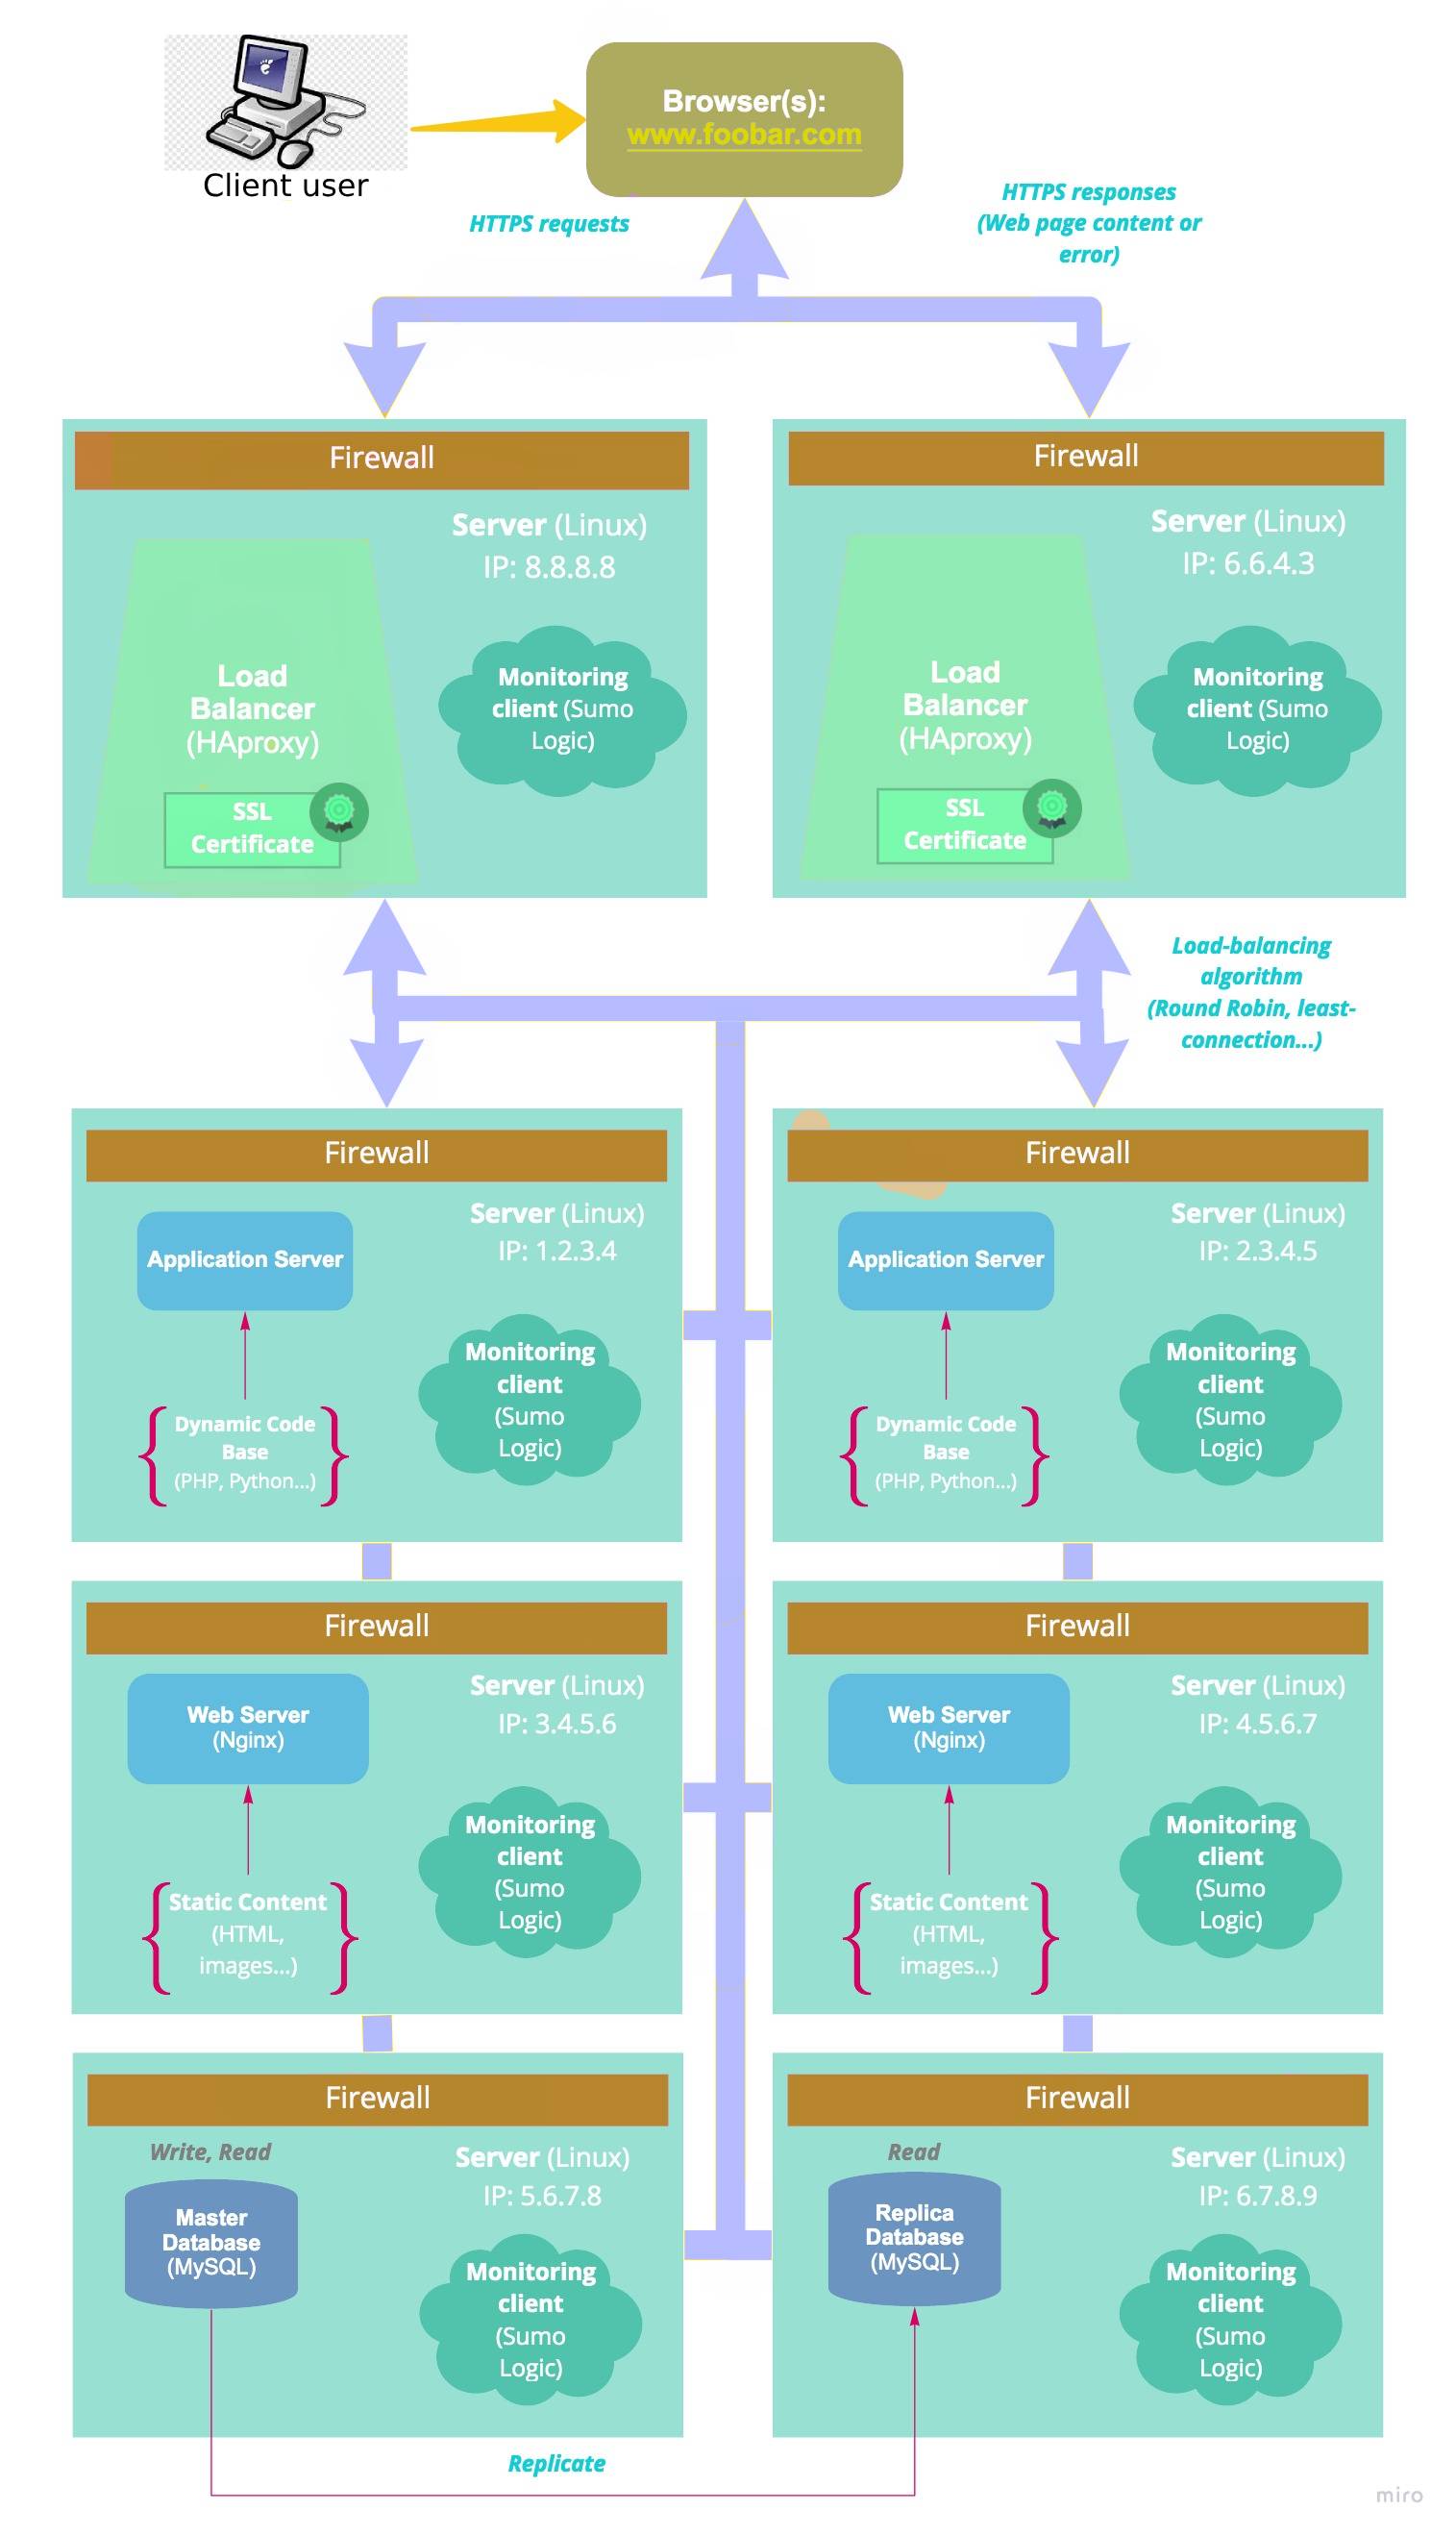 Client user
Browser(s):
www.foobar.com
HTTPS requests
HTTPS responses
(Web page content or
error)
Firewall
Server (Linux)
IP: 8.8.8.8
Load
Balancer
(HAproxy)
Monitoring
client (Sumo
Logic)
SSL
Certificate
Firewall
Server (Linux)
IP: 6.6.4.3
Load
Balancer
(HAproxy)
Monitoring
client (Sumo
Logic)
SSL
Certificate
Load-balancing
algorithm
(Round Robin, least-
connection...)
Firewall
Server (Linux)
IP: 1.2.3.4
Application Server
Monitoring
client
(Sumo
Logic)
Dynamic Code
Base
(PHP, Python...)
Firewall
Server (Linux)
IP: 2.3.4.5
Application Server
Monitoring
client
(Sumo
Logic)
Dynamic Code
Base
(PHP, Python...)
Firewall
Server (Linux)
IP: 3.4.5.6
Web Server
(Nginx)
Monitoring
client
(Sumo
Logic)
Static Content
(HTML,
images...)
Firewall
Server (Linux)
IP: 4.5.6.7
Web Server
(Nginx)
Monitoring
client
(Sumo
Logic)
Static Content
(HTML,
images...)
Firewall
Write, Read
Server (Linux)
IP: 5.6.7.8
Master
Database
(MySQL)
Monitoring
client
(Sumo
Logic)
Firewall
Read
Server (Linux)
IP: 6.7.8.9
Replica
Database
(MySQL)
Monitoring
client
(Sumo
Logic)
Replicate
miro